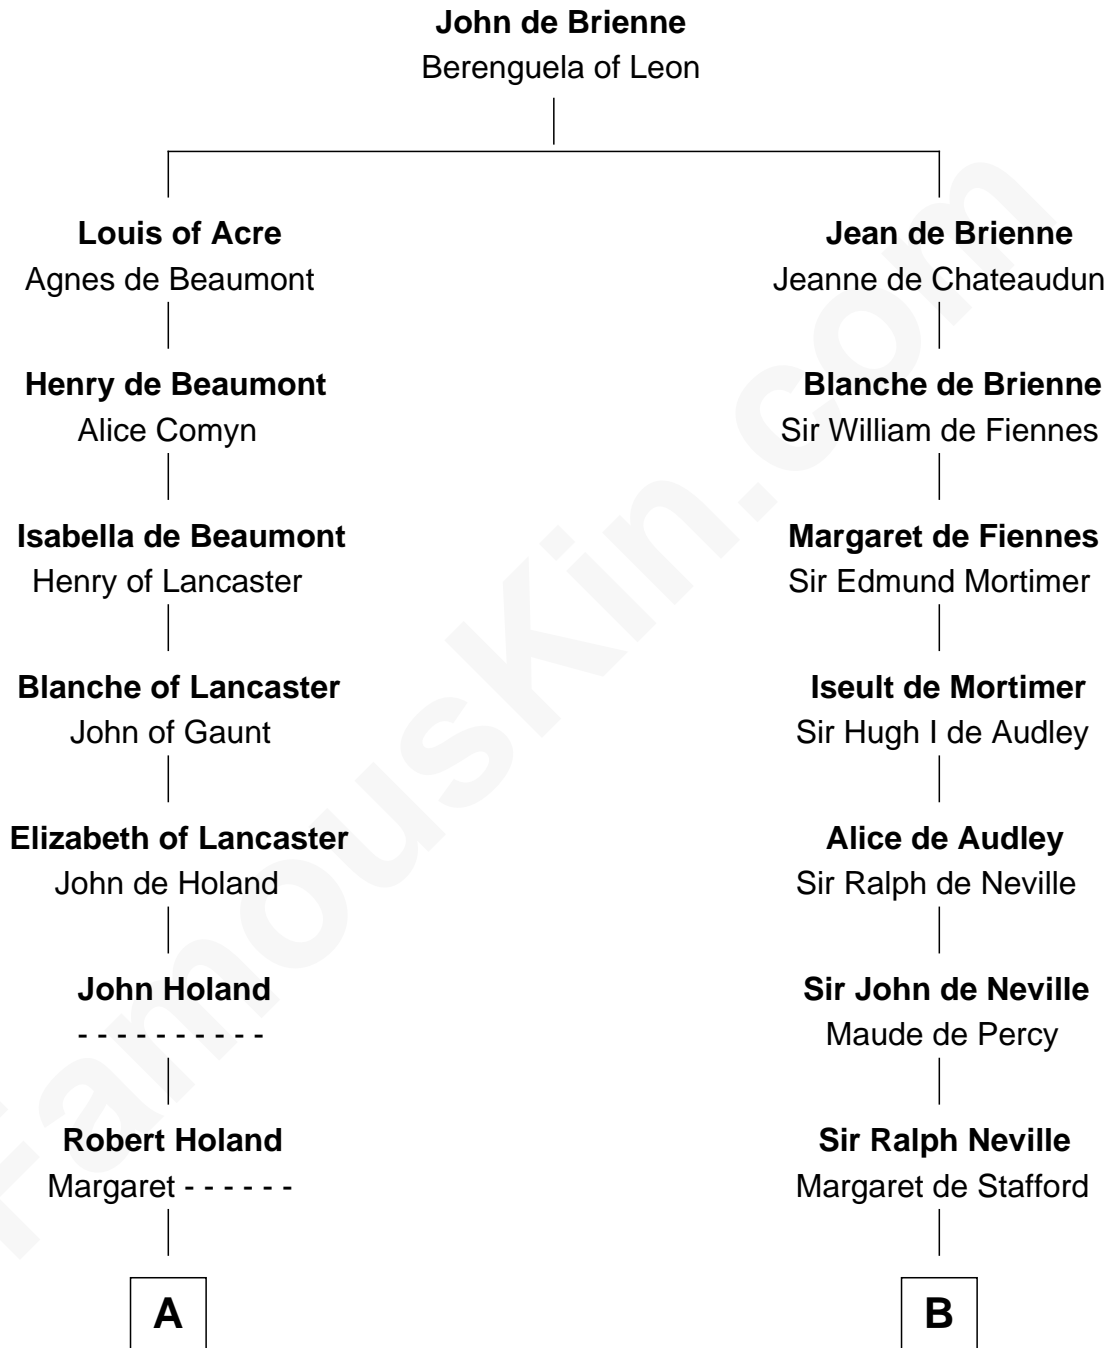 John de Brienne
Berenguela of Leon
Louis of Acre
Agnes de Beaumont
Jean de Brienne
Jeanne de Chateaudun
Henry de Beaumont
Alice Comyn
Blanche de Brienne
Sir William de Fiennes
Isabella de Beaumont
Henry of Lancaster
Margaret de Fiennes
Sir Edmund Mortimer
Blanche of Lancaster
John of Gaunt
Iseult de Mortimer
Sir Hugh I de Audley
Elizabeth of Lancaster
John de Holand
Alice de Audley
Sir Ralph de Neville
John Holand
- - - - - - - - - -
Sir John de Neville
Maude de Percy
Robert Holand
Margaret - - - - - -
Sir Ralph Neville
Margaret de Stafford
A
B
FamousKin.com